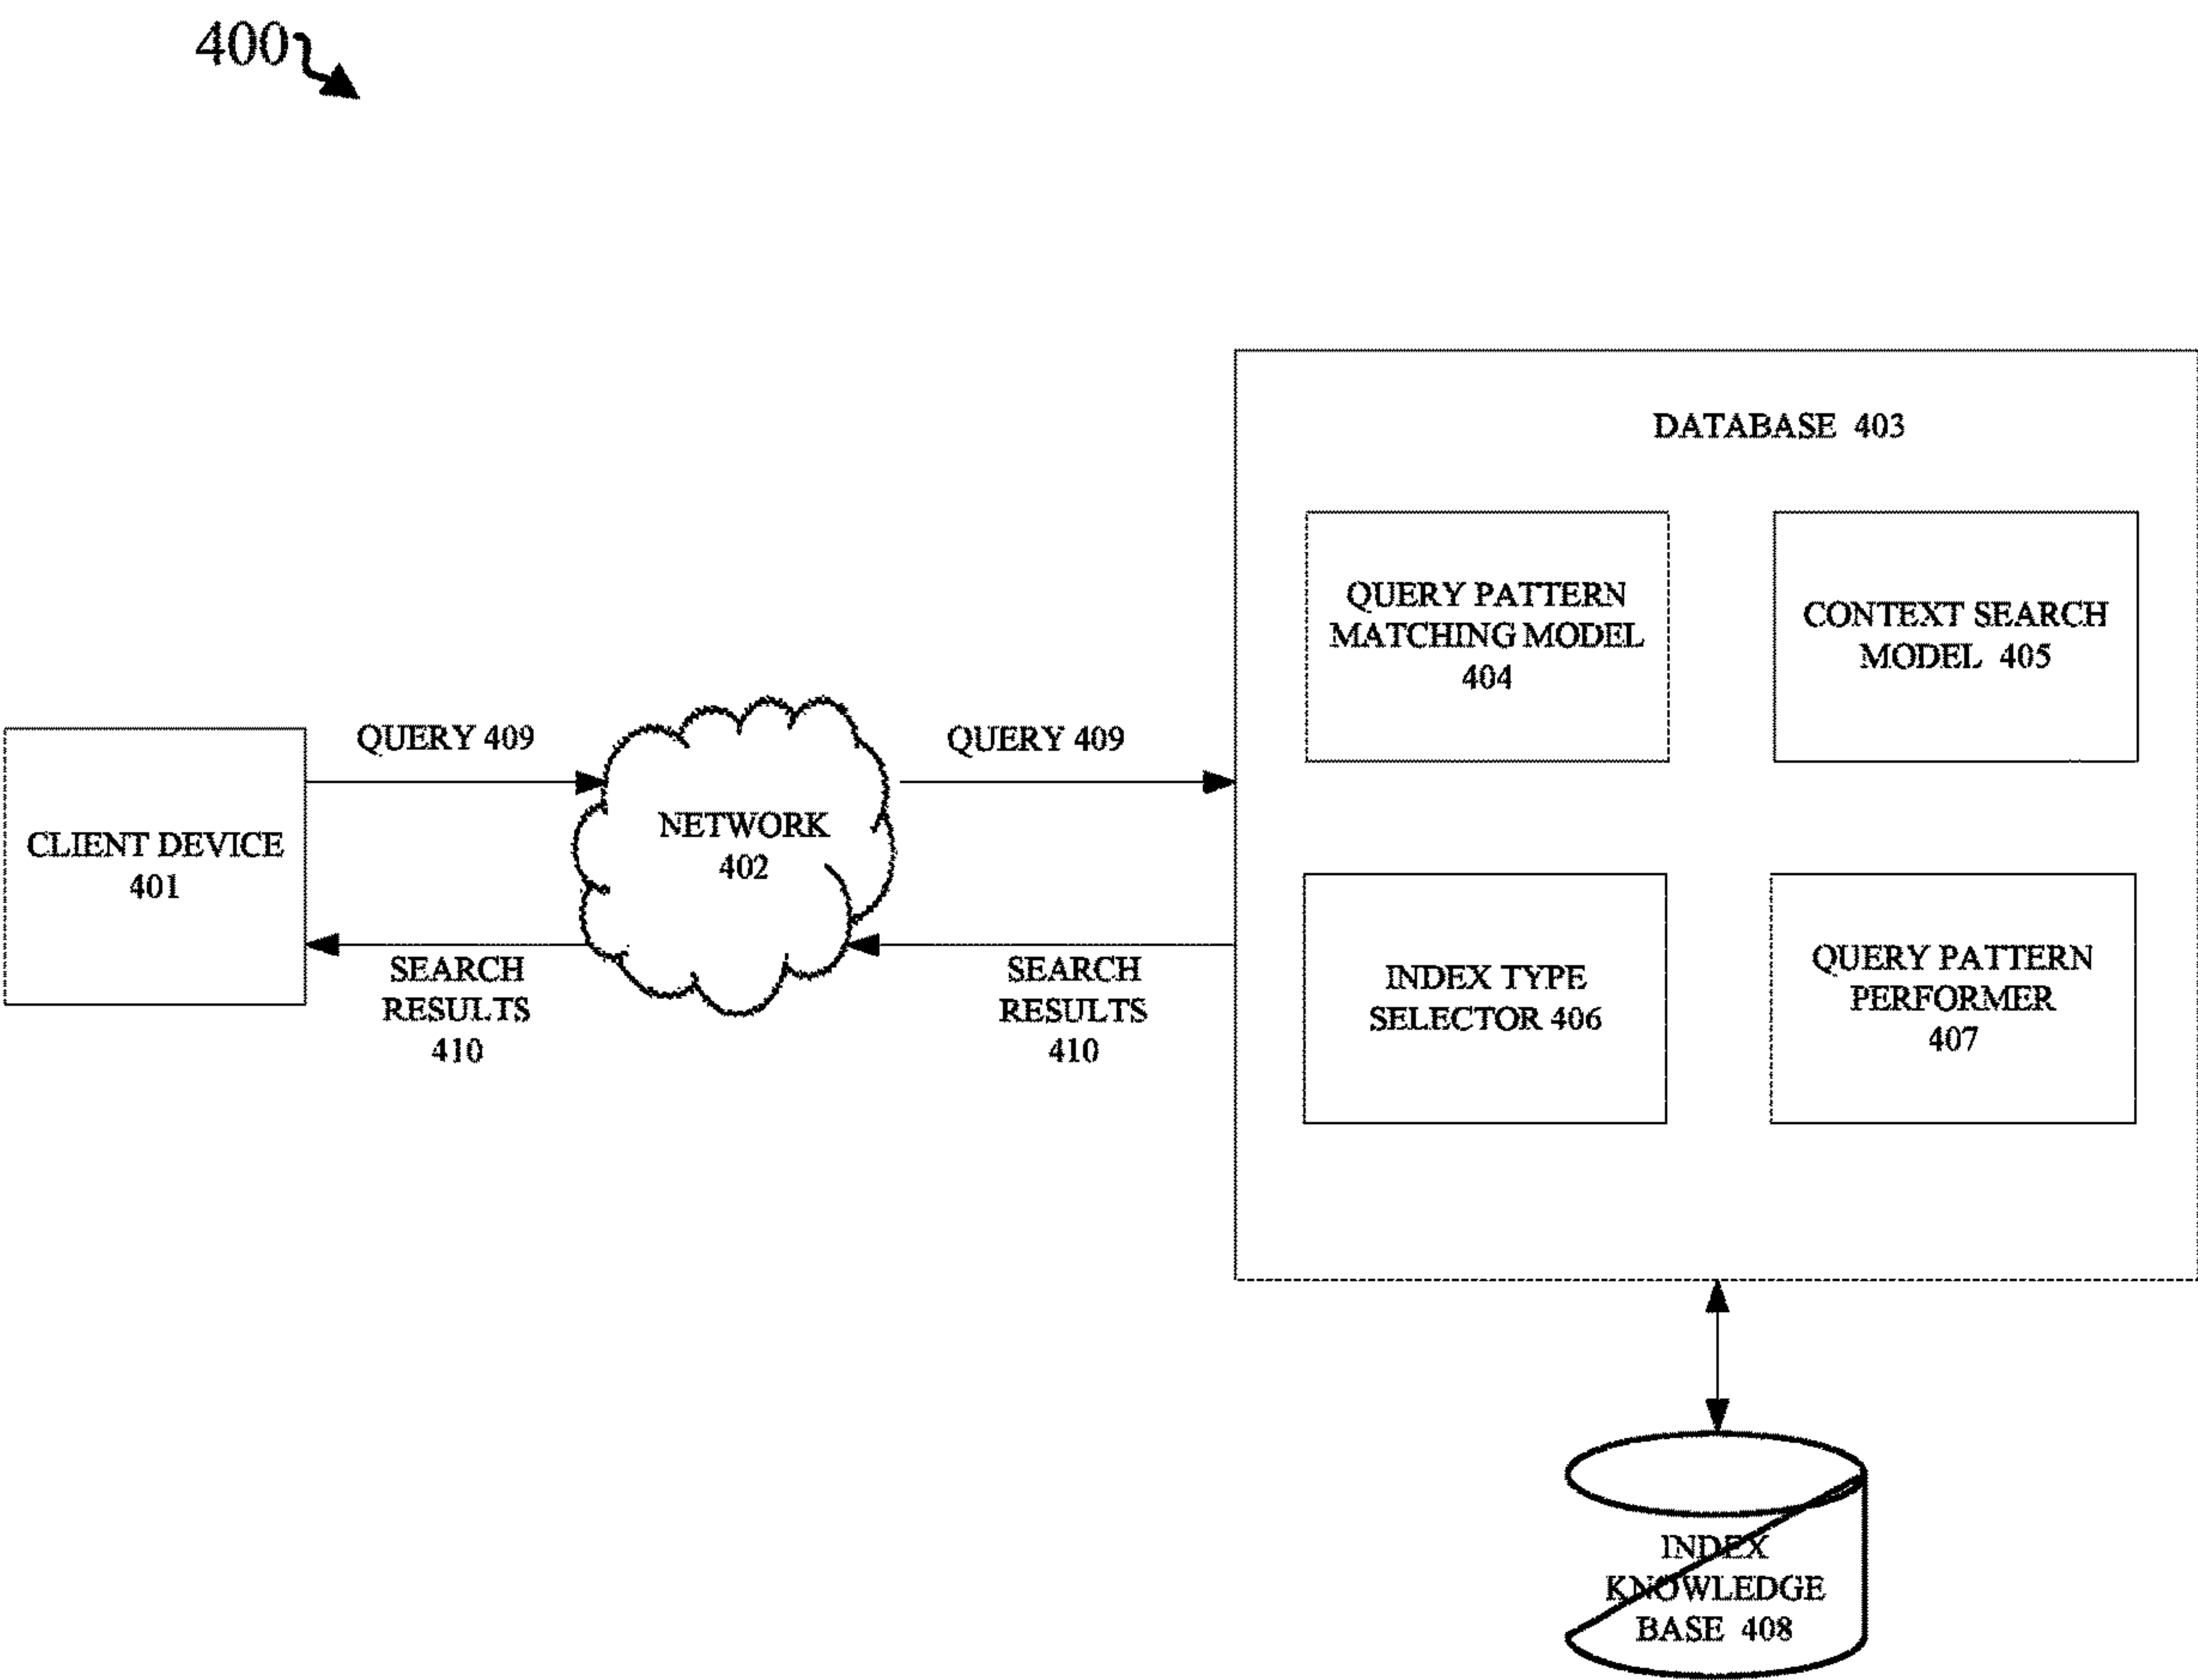 400
DATABASE 403
QUERY PATTERN
MATCHING MODEL
404
CONTEXT SEARCH
MODEL 405
QUERY 409
QUERY 409
CLIENT DEVICE
401
NETWORK
402
SEARCH
RESULTS
410
SEARCH
RESULTS
410
INDEX TYPE
SELECTOR 406
QUERY PATTERN
PERFORMER
407
INDEX
KNOWLEDGE
BASE 408